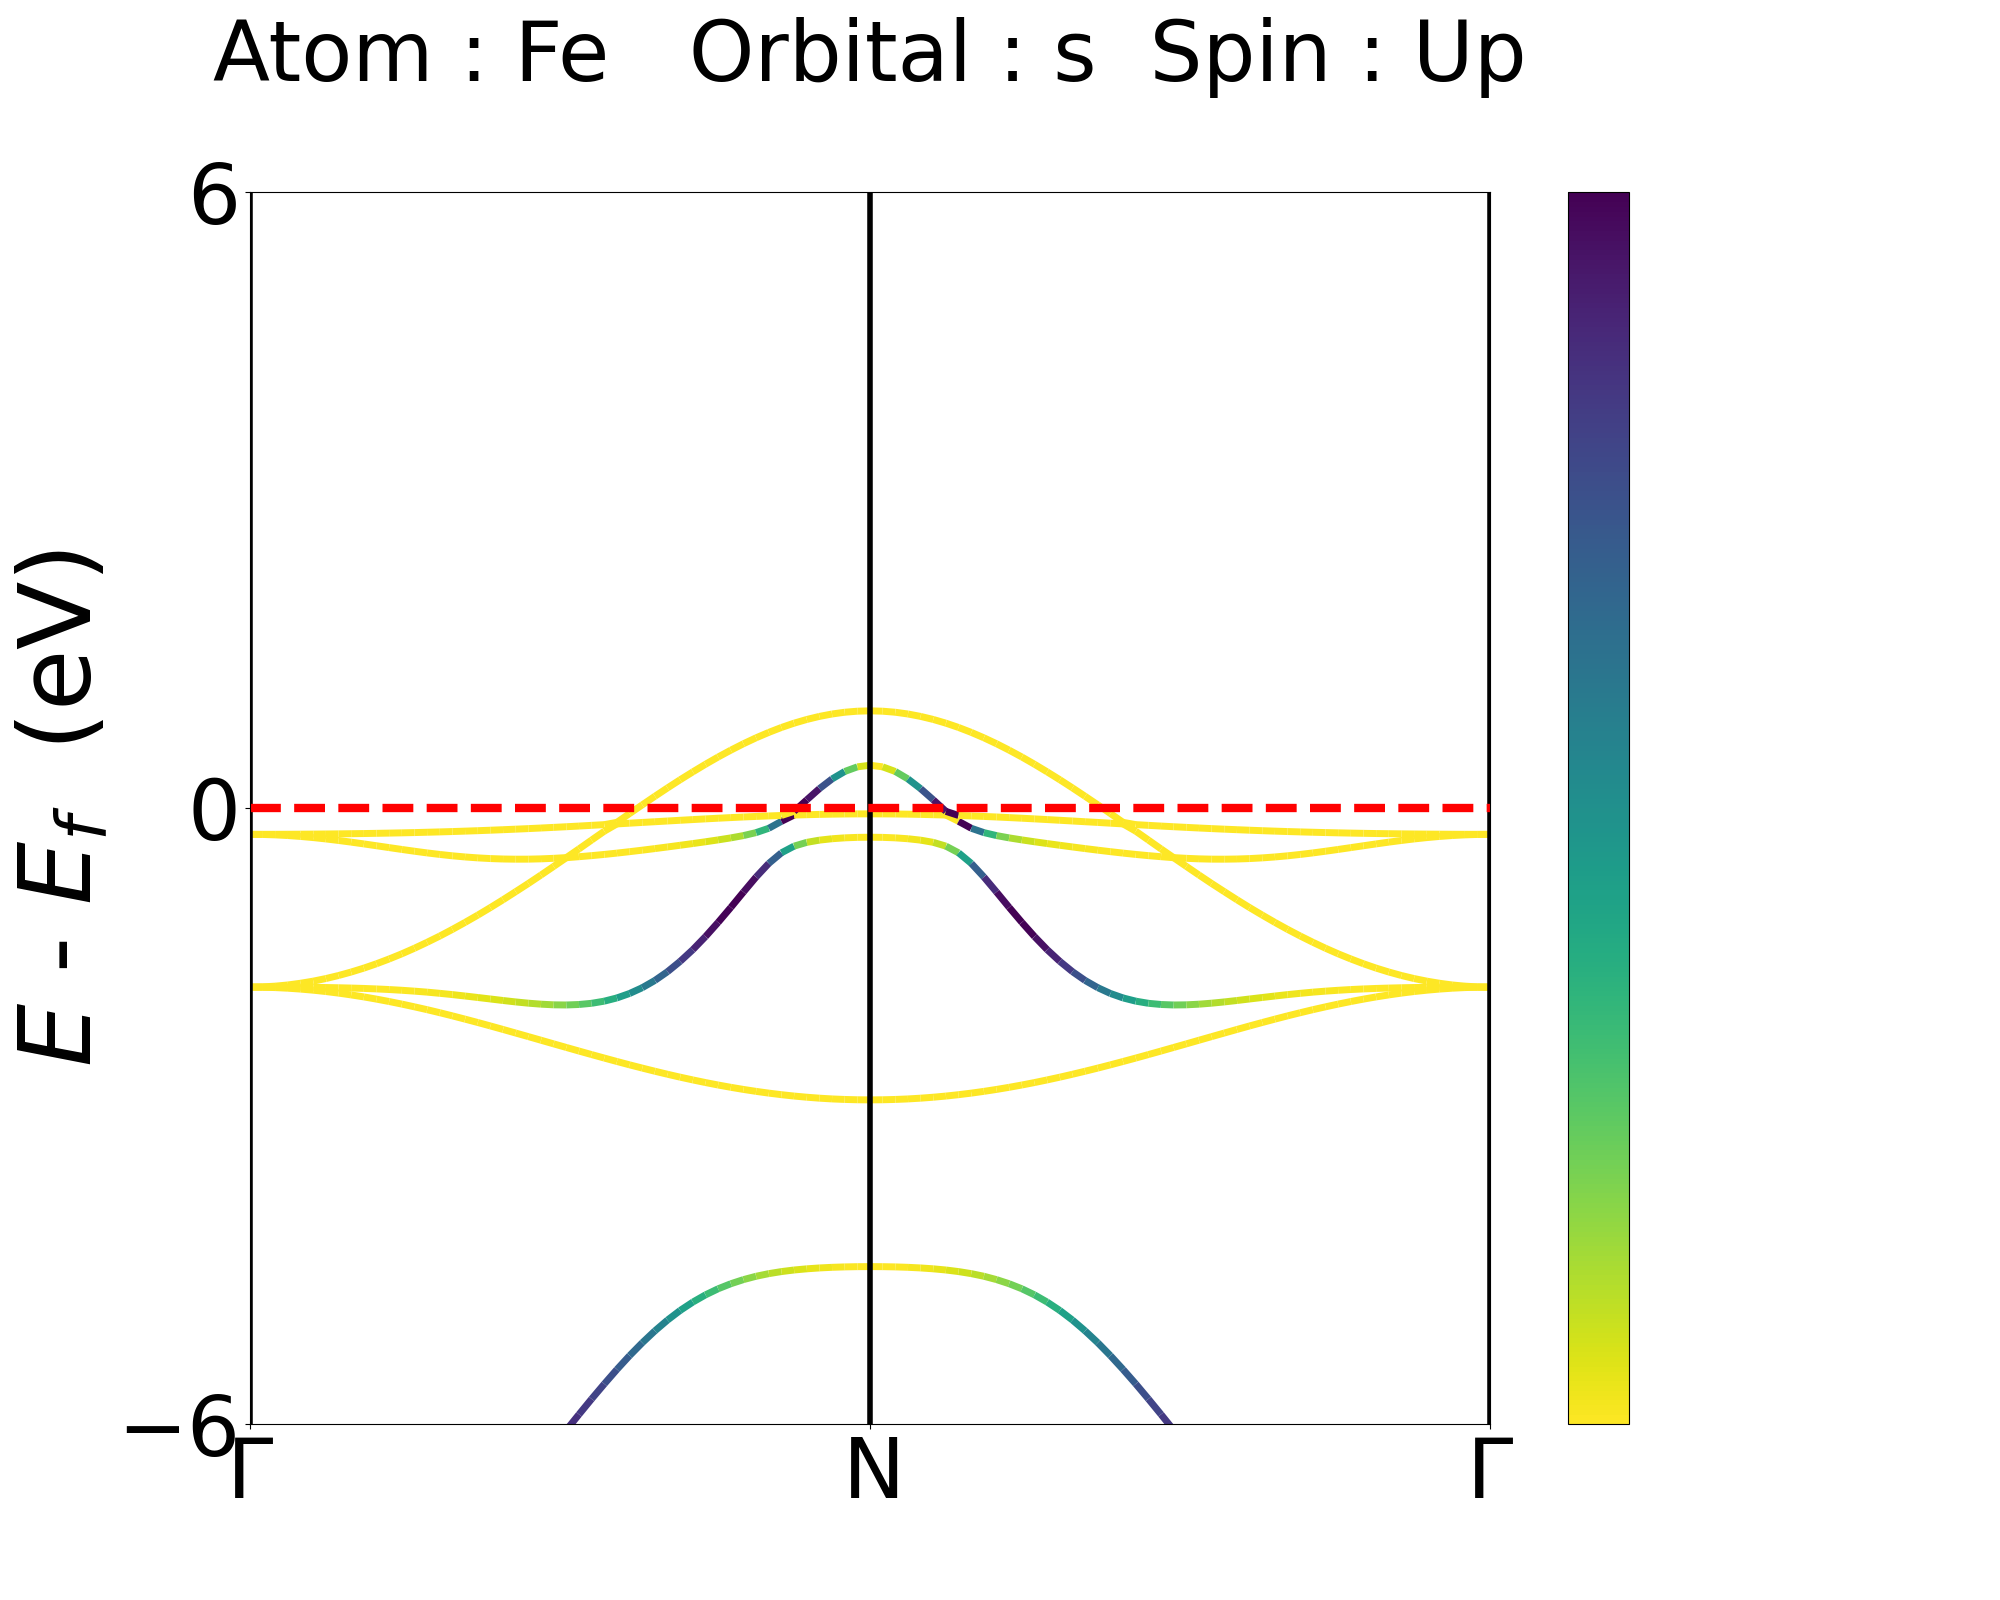 Atom : Fe Orbital : s Spin : Up
6
0
−6
E - E_f (eV)
Γ N Γ